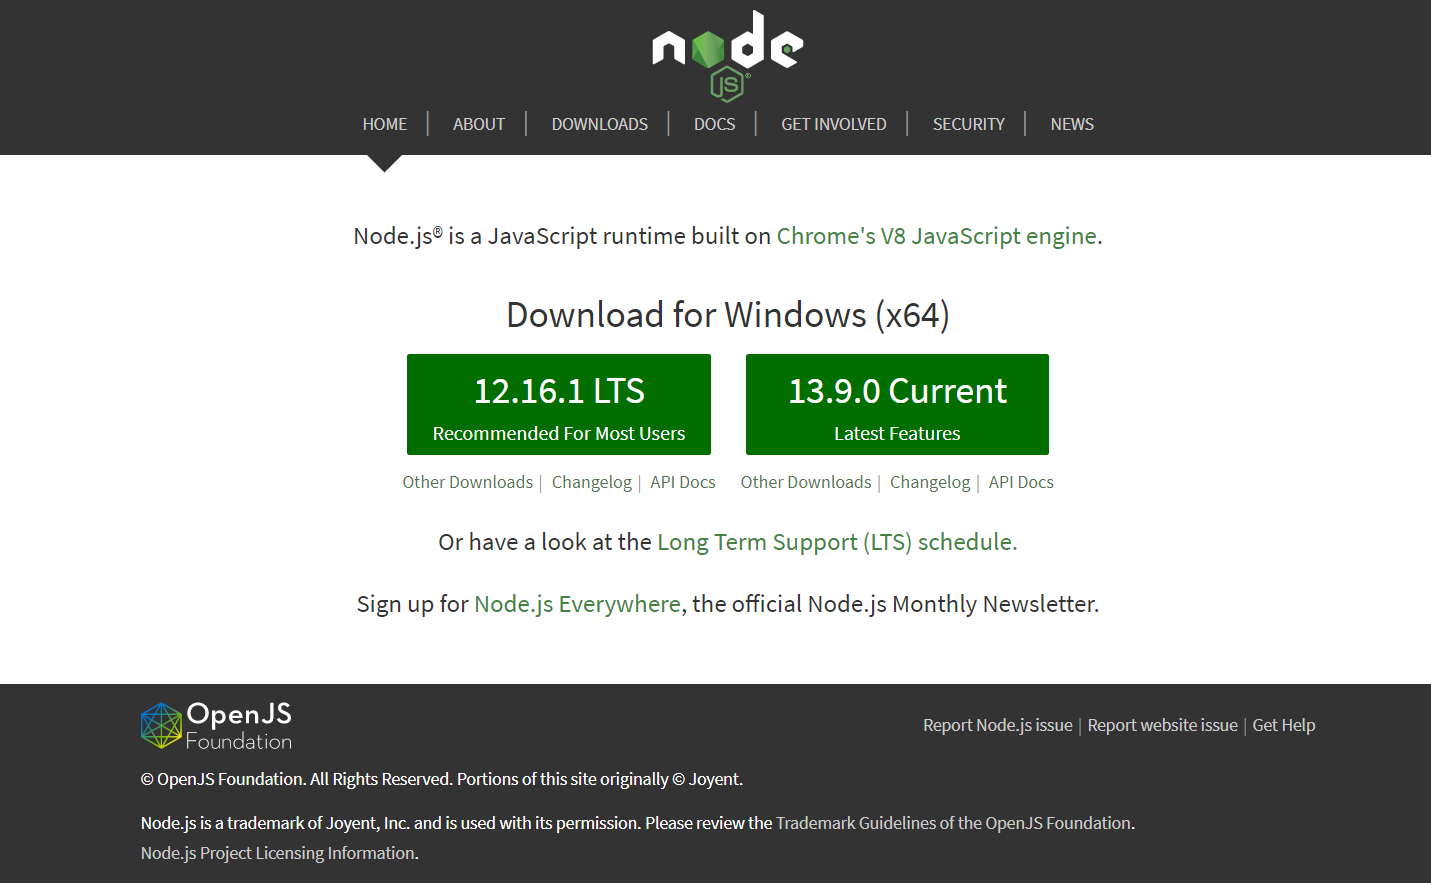 node
JS®
HOME | ABOUT | DOWNLOADS | DOCS | GET INVOLVED | SECURITY | NEWS
Node.js® is a JavaScript runtime built on Chrome's V8 JavaScript engine.
Download for Windows (x64)
12.16.1 LTS
Recommended For Most Users
13.9.0 Current
Latest Features
Other Downloads | Changelog | API Docs
Other Downloads | Changelog | API Docs
Or have a look at the Long Term Support (LTS) schedule.
Sign up for Node.js Everywhere, the official Node.js Monthly Newsletter.
OpenJS
Foundation
Report Node.js issue | Report website issue | Get Help
© OpenJS Foundation. All Rights Reserved. Portions of this site originally © Joyent.
Node.js is a trademark of Joyent, Inc. and is used with its permission. Please review the Trademark Guidelines of the OpenJS Foundation.
Node.js Project Licensing Information.